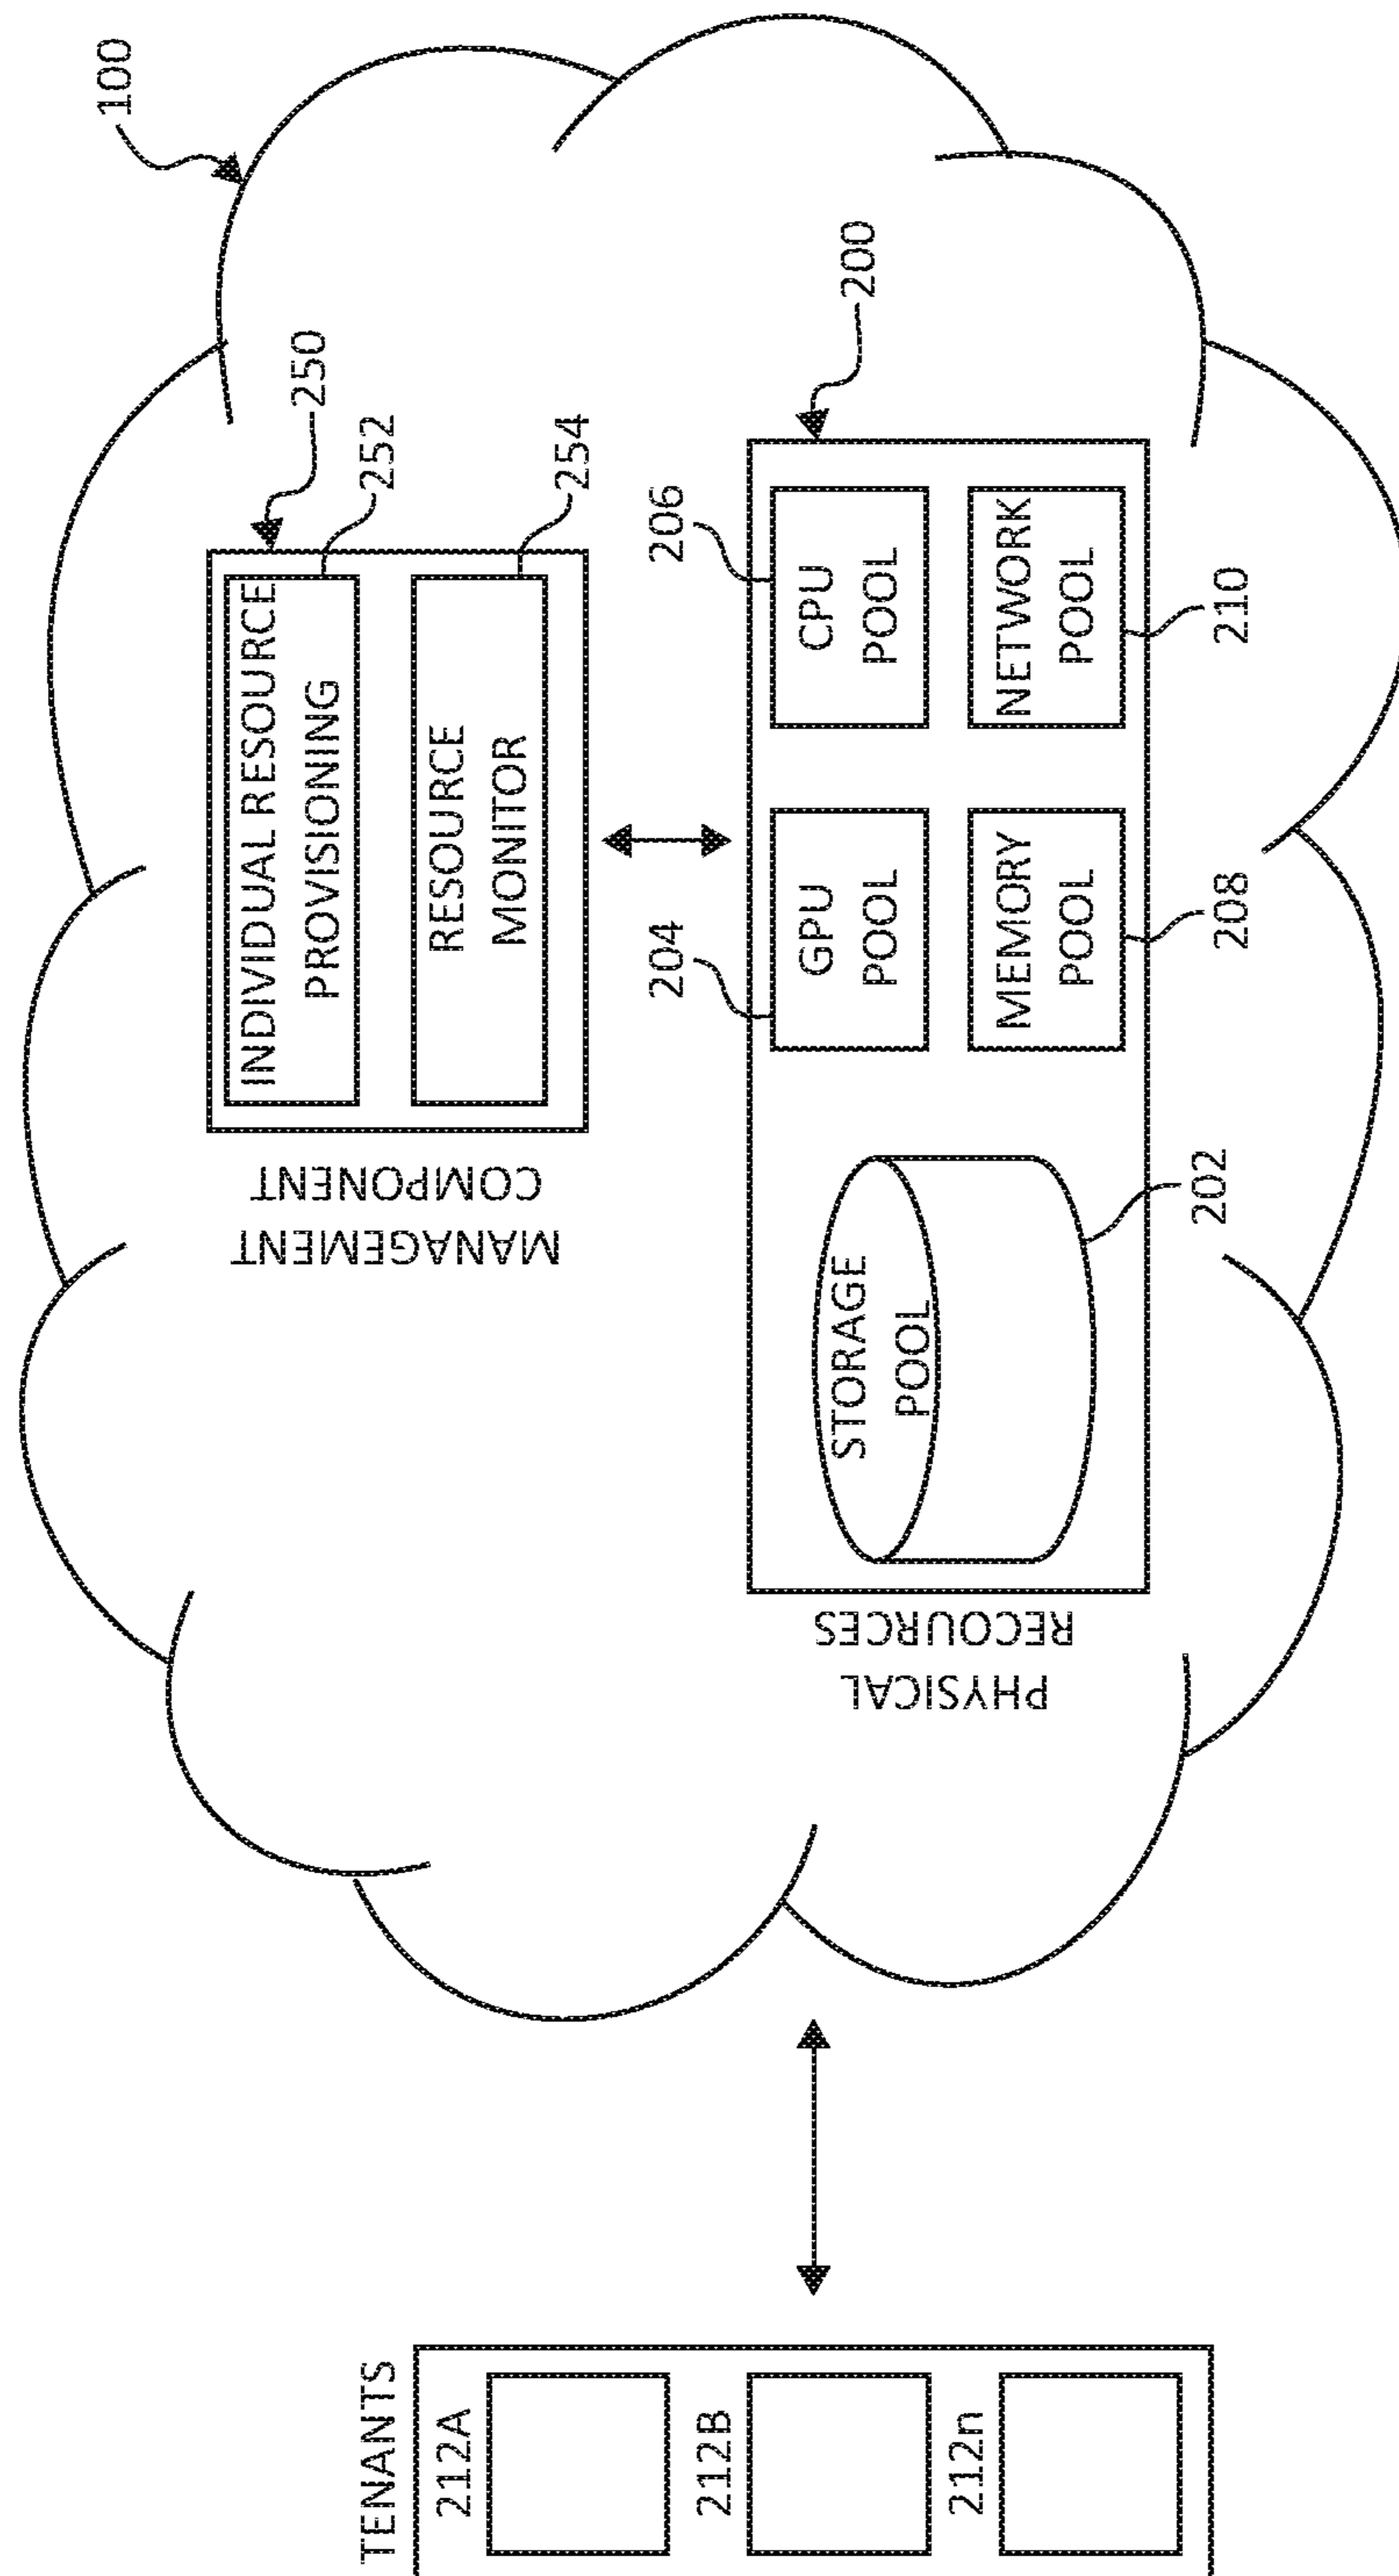 100
250
INDIVIDUAL RESOURCE
PROVISIONING
252
RESOURCE
MONITOR
254
MANAGEMENT
COMPONENT
TENANTS
212A
212B
212n
200
204
206
GPU
POOL
CPU
POOL
STORAGE
POOL
MEMORY
POOL
NETWORK
POOL
202
208
210
PHYSICAL
RECOURCES